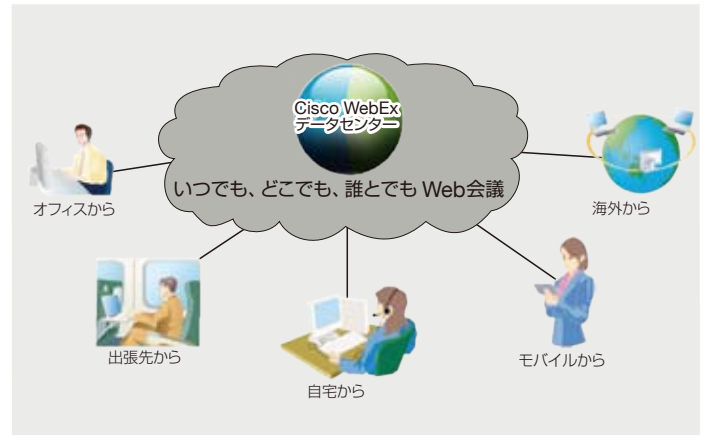 Cisco WebEx
データセンター
いつでも、どこでも、誰とでも Web会議
オフィスから
海外から
出張先から
モバイルから
自宅から